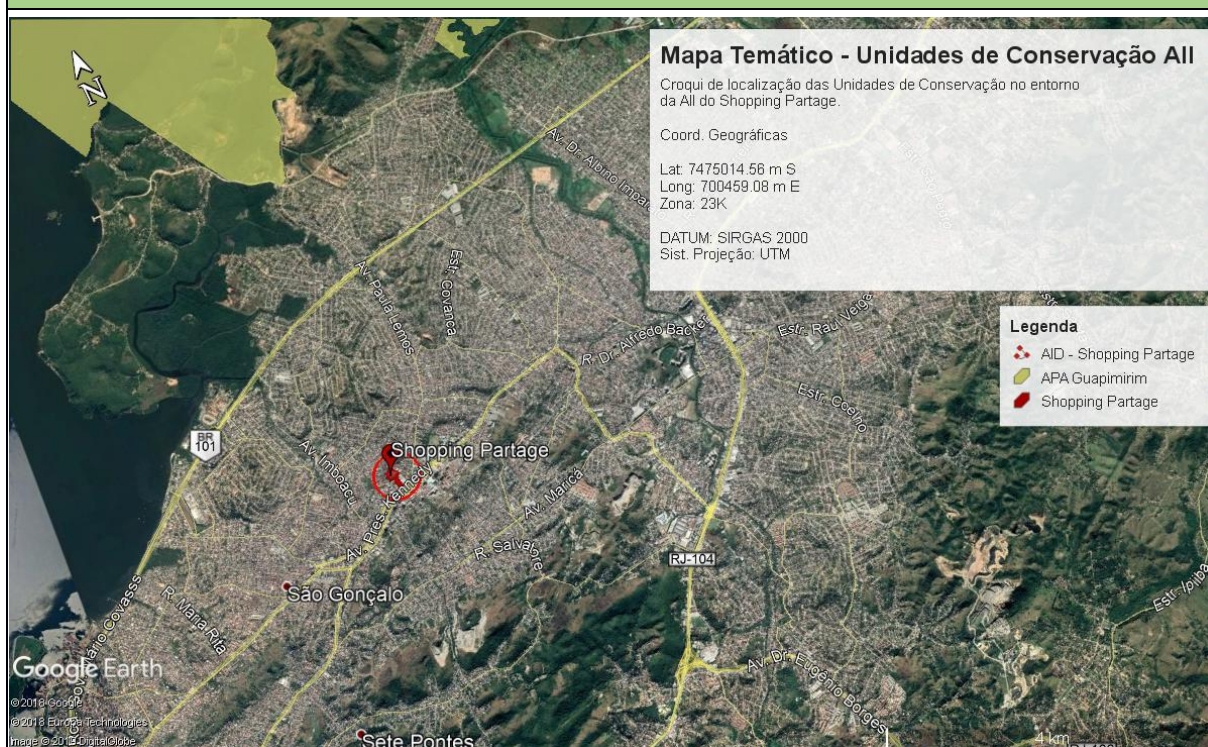 Mapa Temático - Unidades de Conservação AII
Croqui de localização das Unidades de Conservação no entorno
da AII do Shopping Partage.
Coord. Geográficas
Lat: 7475014.56 m S
Long: 700459.08 m E
Zona: 23K
DATUM: SIRGAS 2000
Sist. Projeção: UTM
N
Av. Dr. Albino
Estr. Covanca
Av. Paula Lemos
Legenda
AID - Shopping Partage
APA Guapimirim
Shopping Partage
R. Dr. Alfredo Backer
Estr. Raul
BR
101
Shopping Partage
Av. Pres. Kennedy
Av. Maricá
R. Salvatore
RJ-104
São Gonçalo
R. Maria Rita
Estr. Ipiíba
Av. Dr. Eugênio Borges
Google Earth
© 2018 Google
© 2018 Europa Technologies
Image © 2018 DigitalGlobe
Sete Pontes
4 km